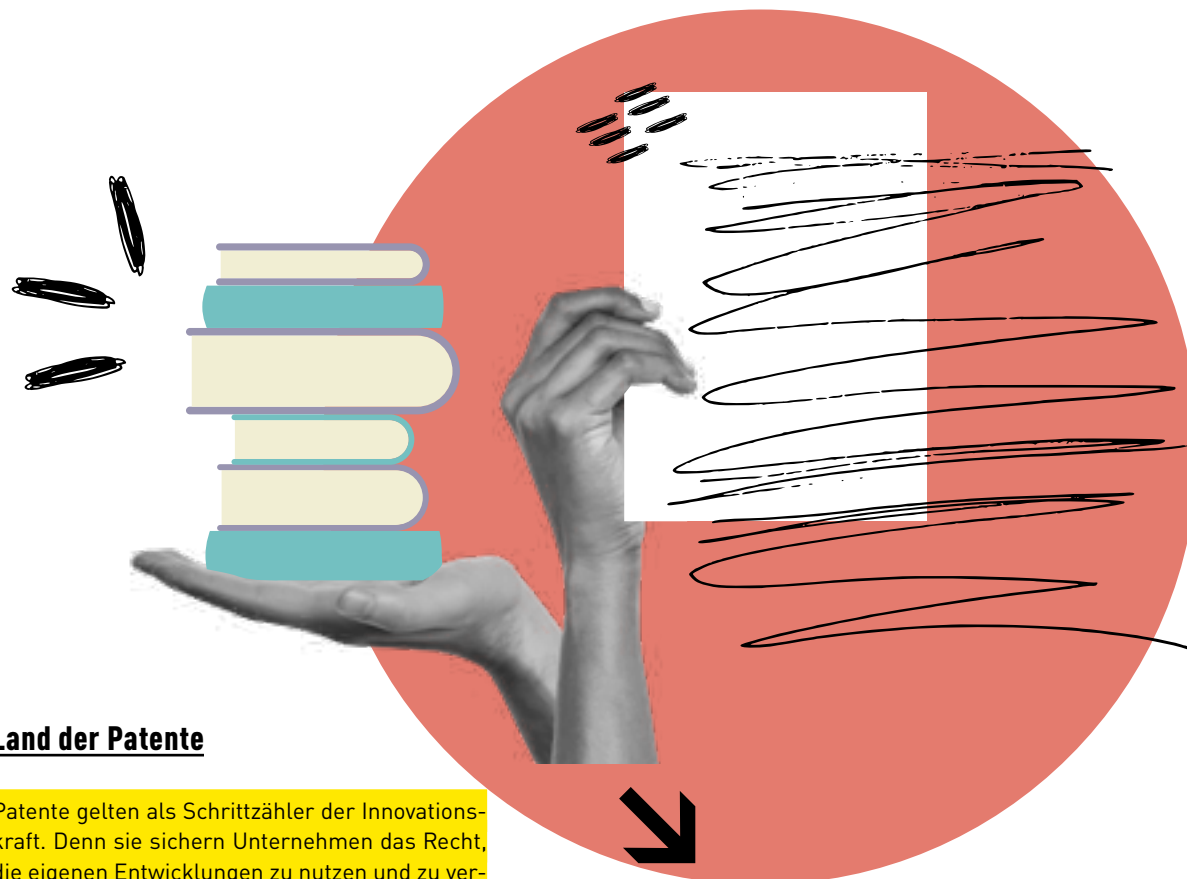 Land der Patente
Patente gelten als Schrittzähler der Innovations-
kraft. Denn sie sichern Unternehmen das Recht,
die eigenen Entwicklungen zu nutzen und zu ver-